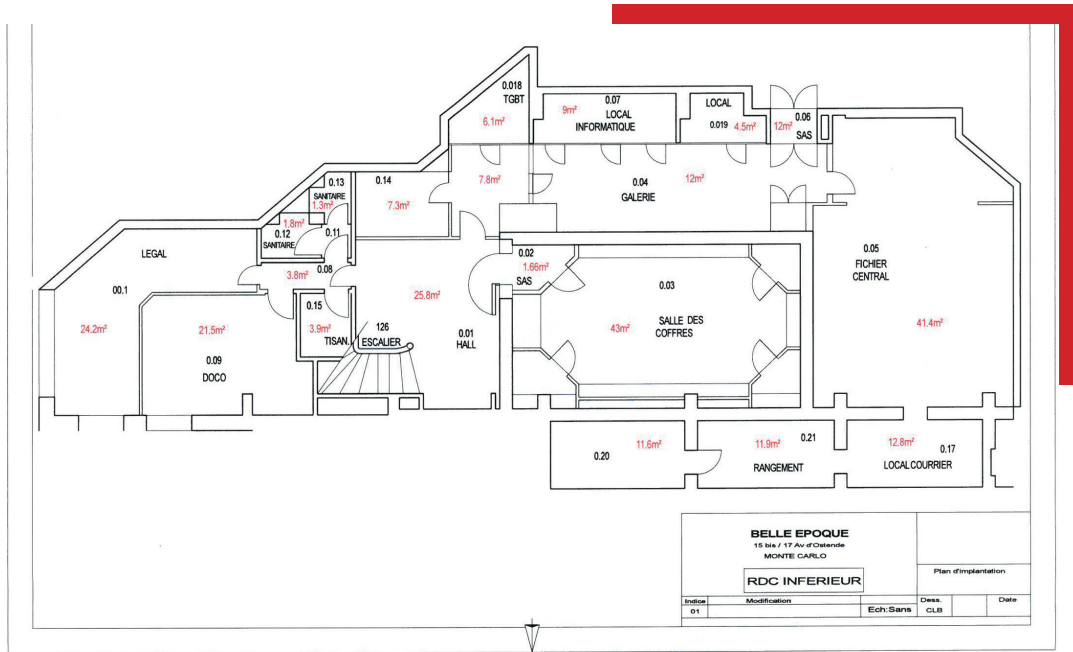 0.018
TGBT
6.1m²
9m²
0.07
LOCAL
INFORMATIQUE
LOCAL
0.019
4.5m²
12m²
0.06
SAS
0.13
SANITAIRE
1.3m²
0.14
7.3m²
7.8m²
0.04
GALERIE
12m²
1.8m²
0.12
SANITAIRE
0.11
LEGAL
00.1
24.2m²
3.8m²
0.08
0.02
1.66m²
SAS
0.03
0.05
FICHIER
CENTRAL
41.4m²
25.8m²
0.15
3.9m²
TISAN.
126
ESCALIER
0.01
HALL
43m²
SALLE DES
COFFRES
21.5m²
0.09
DOCO
0.20
11.6m²
11.9m²
0.21
RANGEMENT
12.8m²
0.17
LOCAL COURRIER
BELLE EPOQUE
15 bis / 17 Av d'Ostende
MONTE CARLO
RDC INFERIEUR
Plan d'implantation
Indice
Modification
Ech:Sans
Dess.
Date
01
CLB